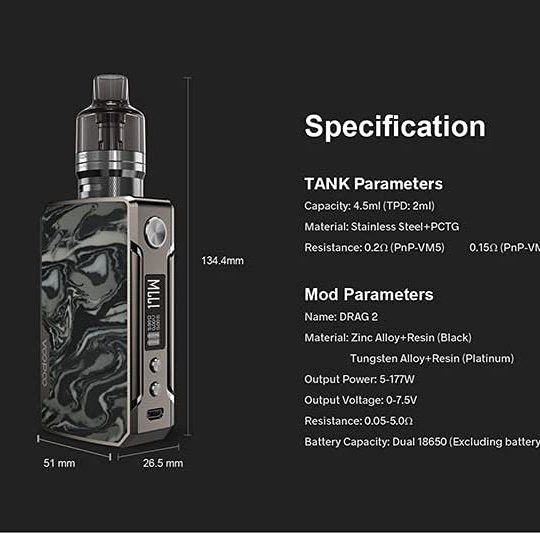 Specification
TANK Parameters
Capacity: 4.5ml (TPD: 2ml)
Material: Stainless Steel+PCTG
Resistance: 0.2Ω (PnP-VM5) 0.15Ω (PnP-VM
134.4mm
Mod Parameters
Name: DRAG 2
Material: Zinc Alloy+Resin (Black)
Tungsten Alloy+Resin (Platinum)
Output Power: 5-177W
Output Voltage: 0-7.5V
Resistance: 0.05-5.0Ω
Battery Capacity: Dual 18650 (Excluding battery
VOOPOO
51 mm
26.5 mm